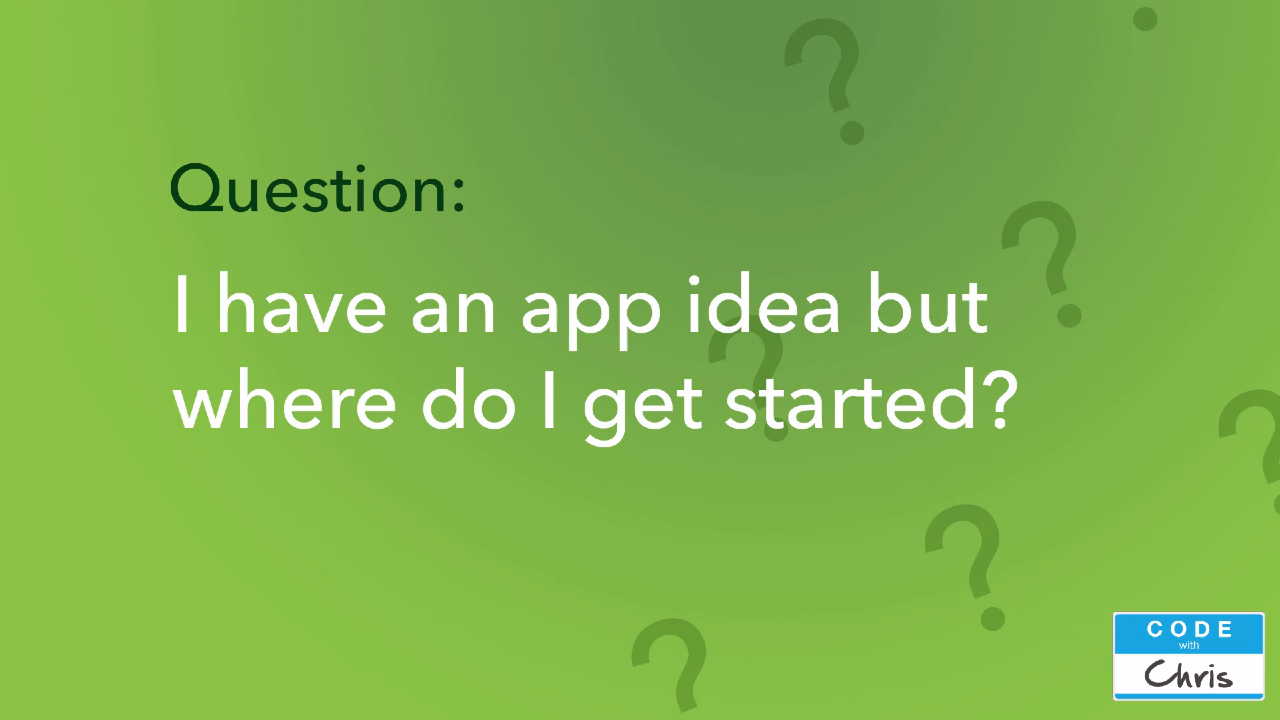 Question:
I have an app idea but
where do I get started?
CODE
with
Chris